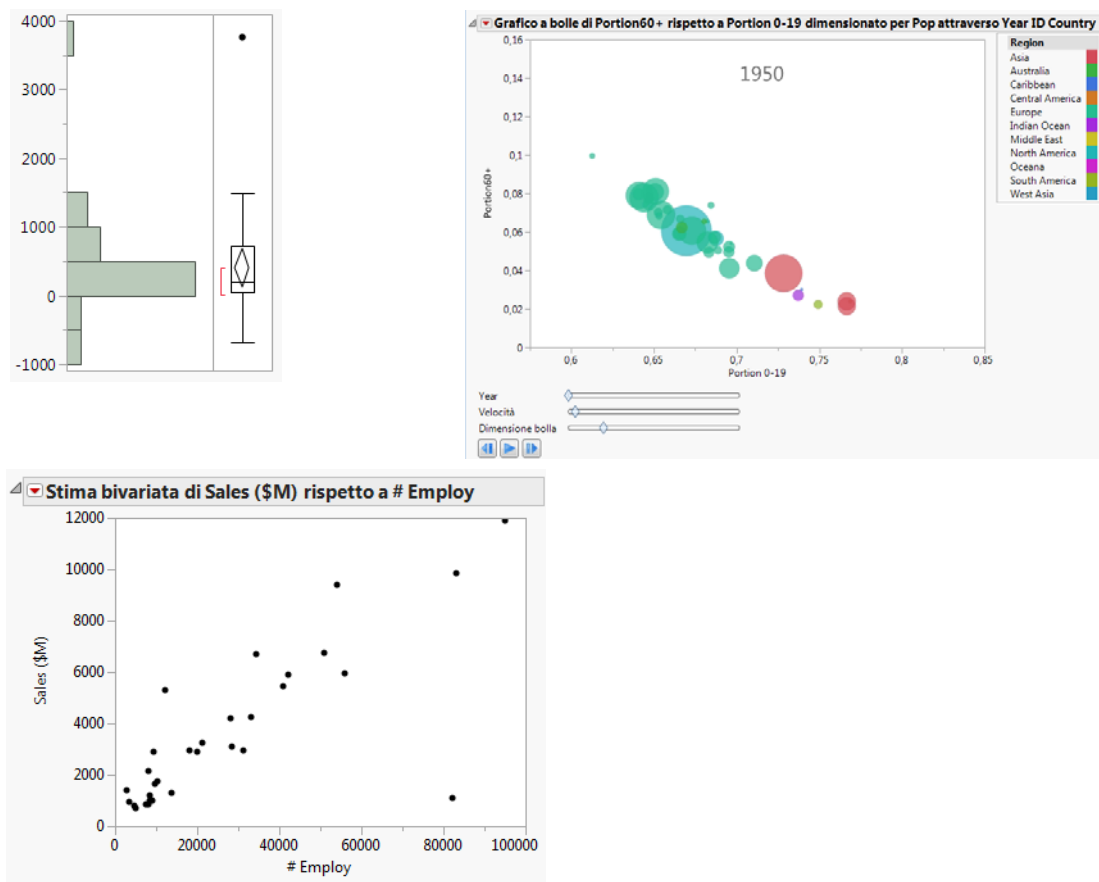 4000
3000
2000
1000
0
-1000
Grafico a bolle di Portion60+ rispetto a Portion 0-19 dimensionato per Pop attraverso Year ID Country
0,16
0,14
0,12
0,1
0,08
0,06
0,04
0,02
0
Portion60+
1950
0,6 0,65 0,7 0,75 0,8 0,85
Portion 0-19
Region
Asia
Australia
Caribbean
Central America
Europe
Indian Ocean
Middle East
North America
Oceana
South America
West Asia
Year
Velocità
Dimensione bolla
Stima bivariata di Sales ($M) rispetto a # Employ
12000
10000
8000
6000
4000
2000
0
Sales ($M)
0 20000 40000 60000 80000 100000
# Employ